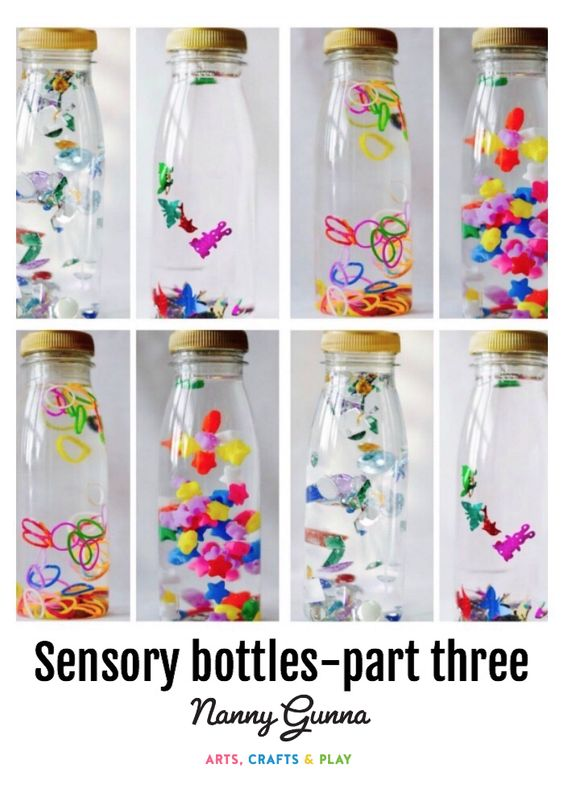 Sensory bottles-part three
Nanny Gunna
ARTS, CRAFTS & PLAY